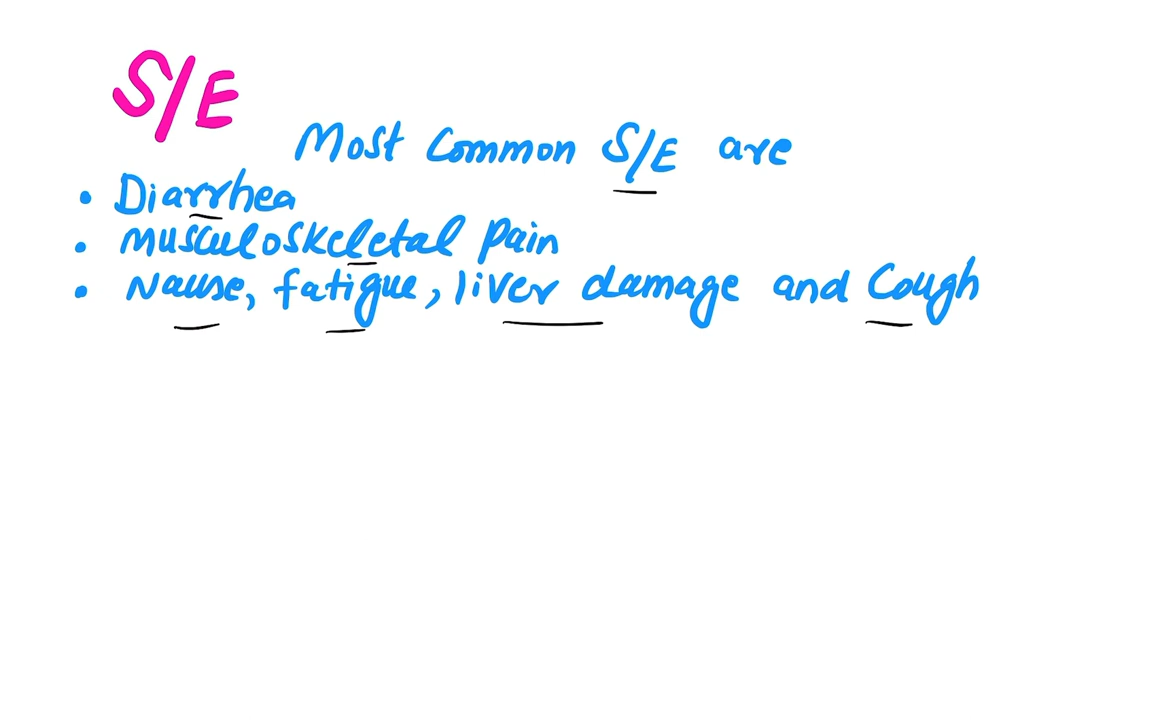 S/E
Most Common S/E are
• Diarrhea
• Musculoskeletal Pain
• Nause, fatigue, liver damage and Cough